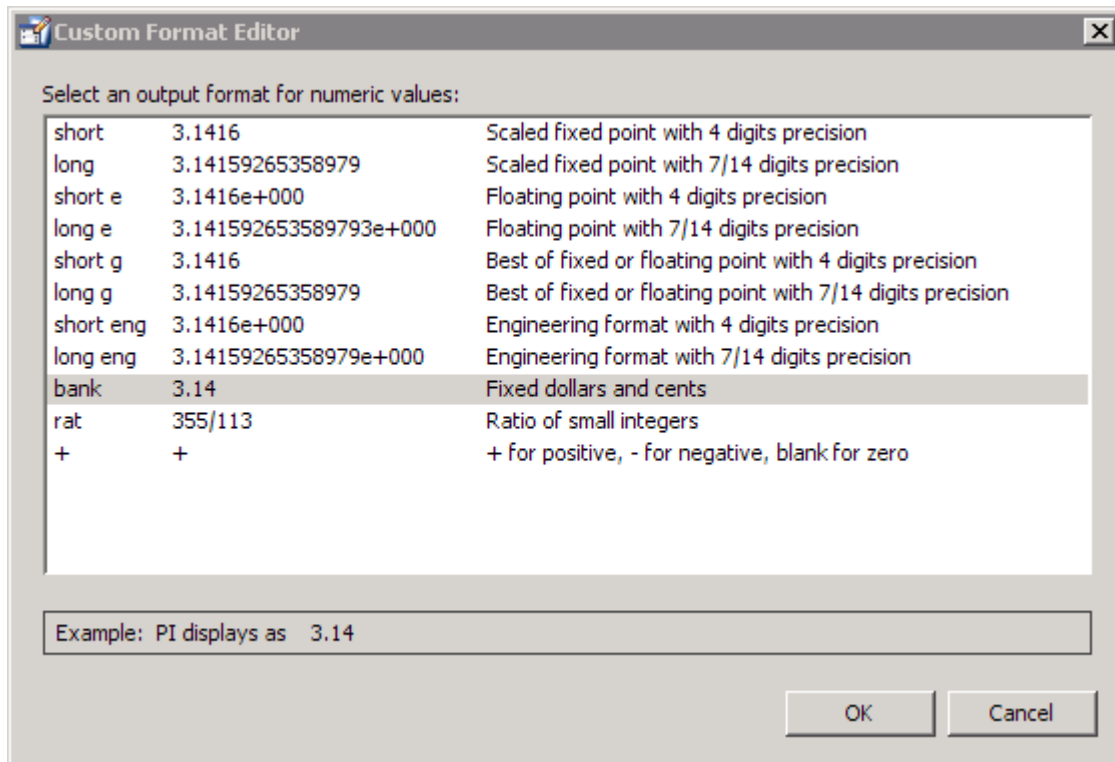 Custom Format Editor
Select an output format for numeric values:
short 3.1416 Scaled fixed point with 4 digits precision
long 3.14159265358979 Scaled fixed point with 7/14 digits precision
short e 3.1416e+000 Floating point with 4 digits precision
long e 3.141592653589793e+000 Floating point with 7/14 digits precision
short g 3.1416 Best of fixed or floating point with 4 digits precision
long g 3.14159265358979 Best of fixed or floating point with 7/14 digits precision
short eng 3.1416e+000 Engineering format with 4 digits precision
long eng 3.14159265358979e+000 Engineering format with 7/14 digits precision
bank 3.14 Fixed dollars and cents
rat 355/113 Ratio of small integers
+ + + for positive, - for negative, blank for zero
Example: PI displays as 3.14
OK Cancel